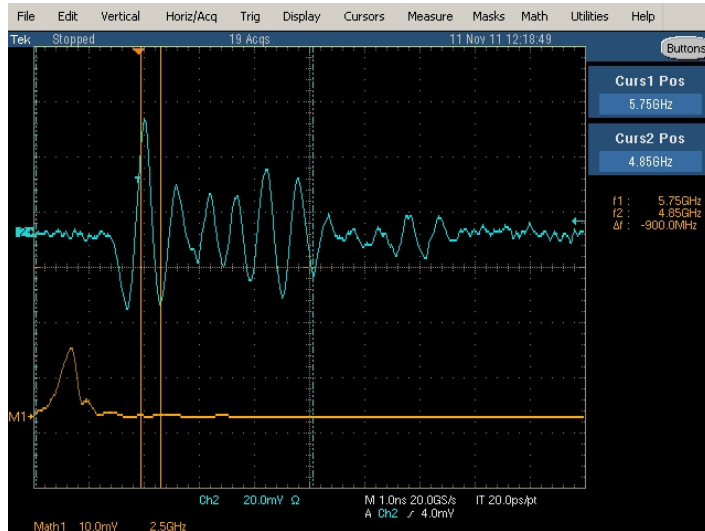 File Edit Vertical Horiz/Acq Trig Display Cursors Measure Masks Math Utilities Help
Tek Stopped 19 Acqs 11 Nov 11 12:18:49
Buttons
Curs1 Pos
5.75GHz
Curs2 Pos
4.85GHz
f1 : 5.75GHz
f2 : 4.85GHz
Δf : -900.0MHz
M1
Ch2 20.0mV Ω M 1.0ns 20.0GS/s IT 20.0ps/pt
A Ch2 / 4.0mV
Math1 10.0mV 2.5GHz